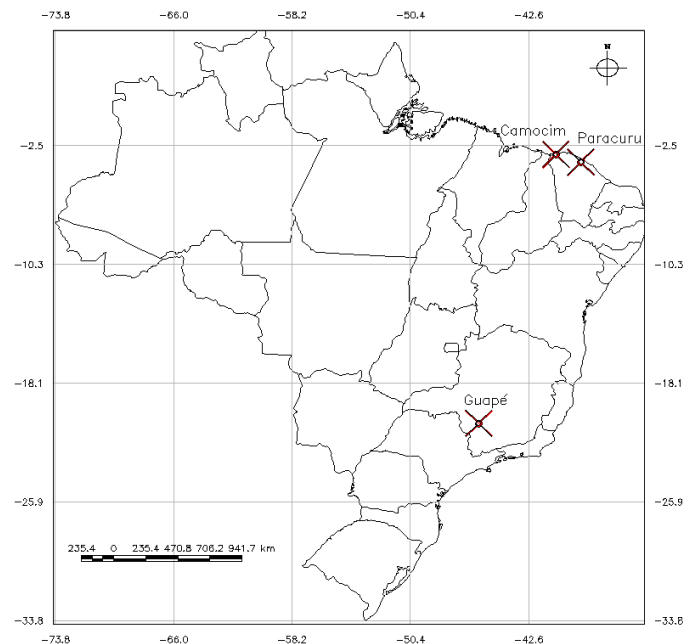 −73.8 −66.0 −58.2 −50.4 −42.6
N
Camocim
Paracuru
−2.5 −2.5
−10.3 −10.3
−18.1 −18.1
Guapé
−25.9 −25.9
235.4 0 235.4 470.8 706.2 941.7 km
−33.8 −33.8
−73.8 −66.0 −58.2 −50.4 −42.6